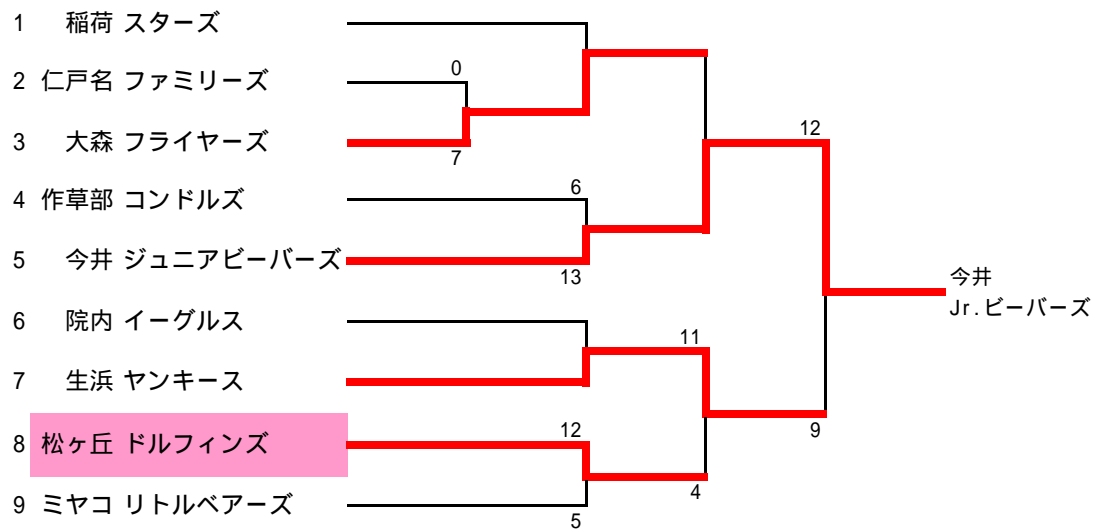 1 稲荷 スターズ
0
2 仁戸名 ファミリーズ
12
3 大森 フライヤーズ
7
6
4 作草部 コンドルズ
5 今井 ジュニアビーバーズ
13
今井
Jr.ビーバーズ
6 院内 イーグルス
11
7 生浜 ヤンキース
12
9
8 松ヶ丘 ドルフィンズ
4
9 ミヤコ リトルベアーズ
5